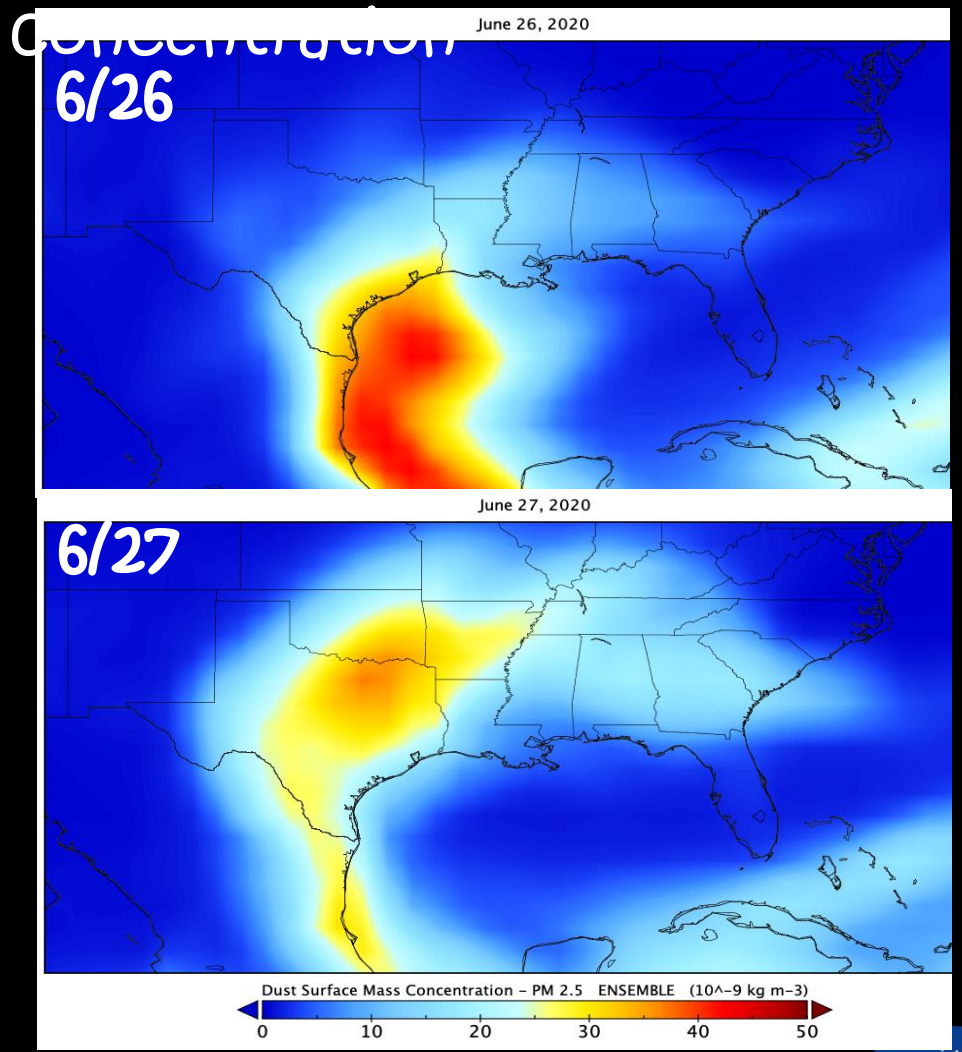 Concentration
June 26, 2020
6/26
June 27, 2020
6/27
Dust Surface Mass Concentration – PM 2.5 ENSEMBLE (10^−9 kg m−3)
0 10 20 30 40 50